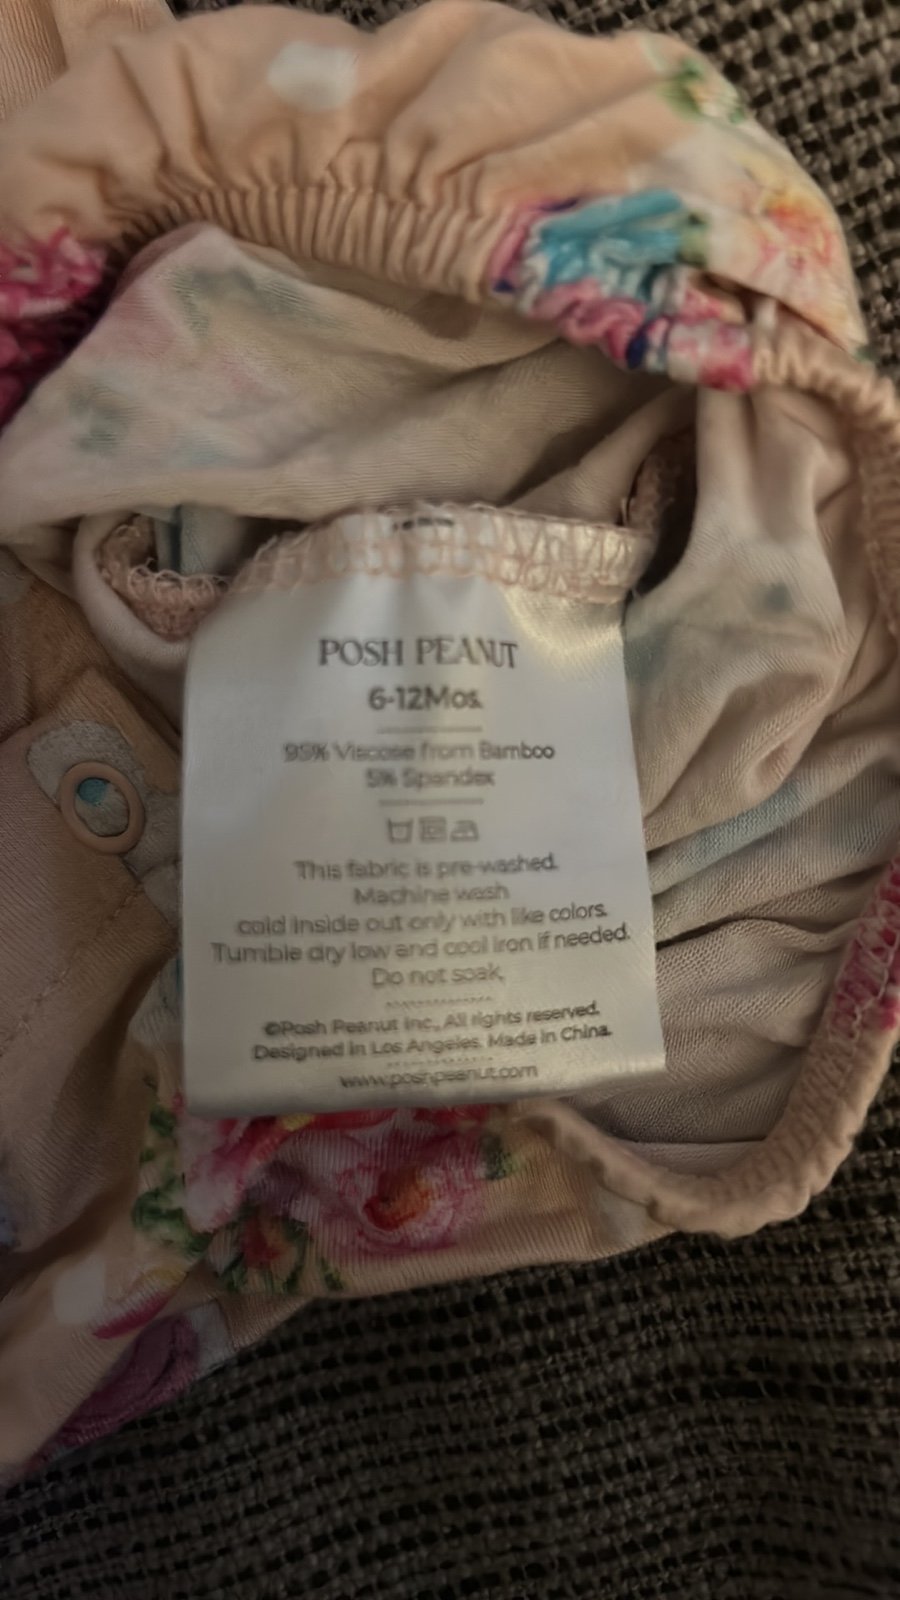 POSH PEANUT
6-12Mos.
95% Viscose from Bamboo
5% Spandex
This fabric is pre-washed.
Machine wash
cold inside out only with like colors.
Tumble dry low and cool iron if needed.
Do not soak.
©Posh Peanut Inc., All rights reserved.
Designed in Los Angeles. Made in China.
www.poshpeanut.com